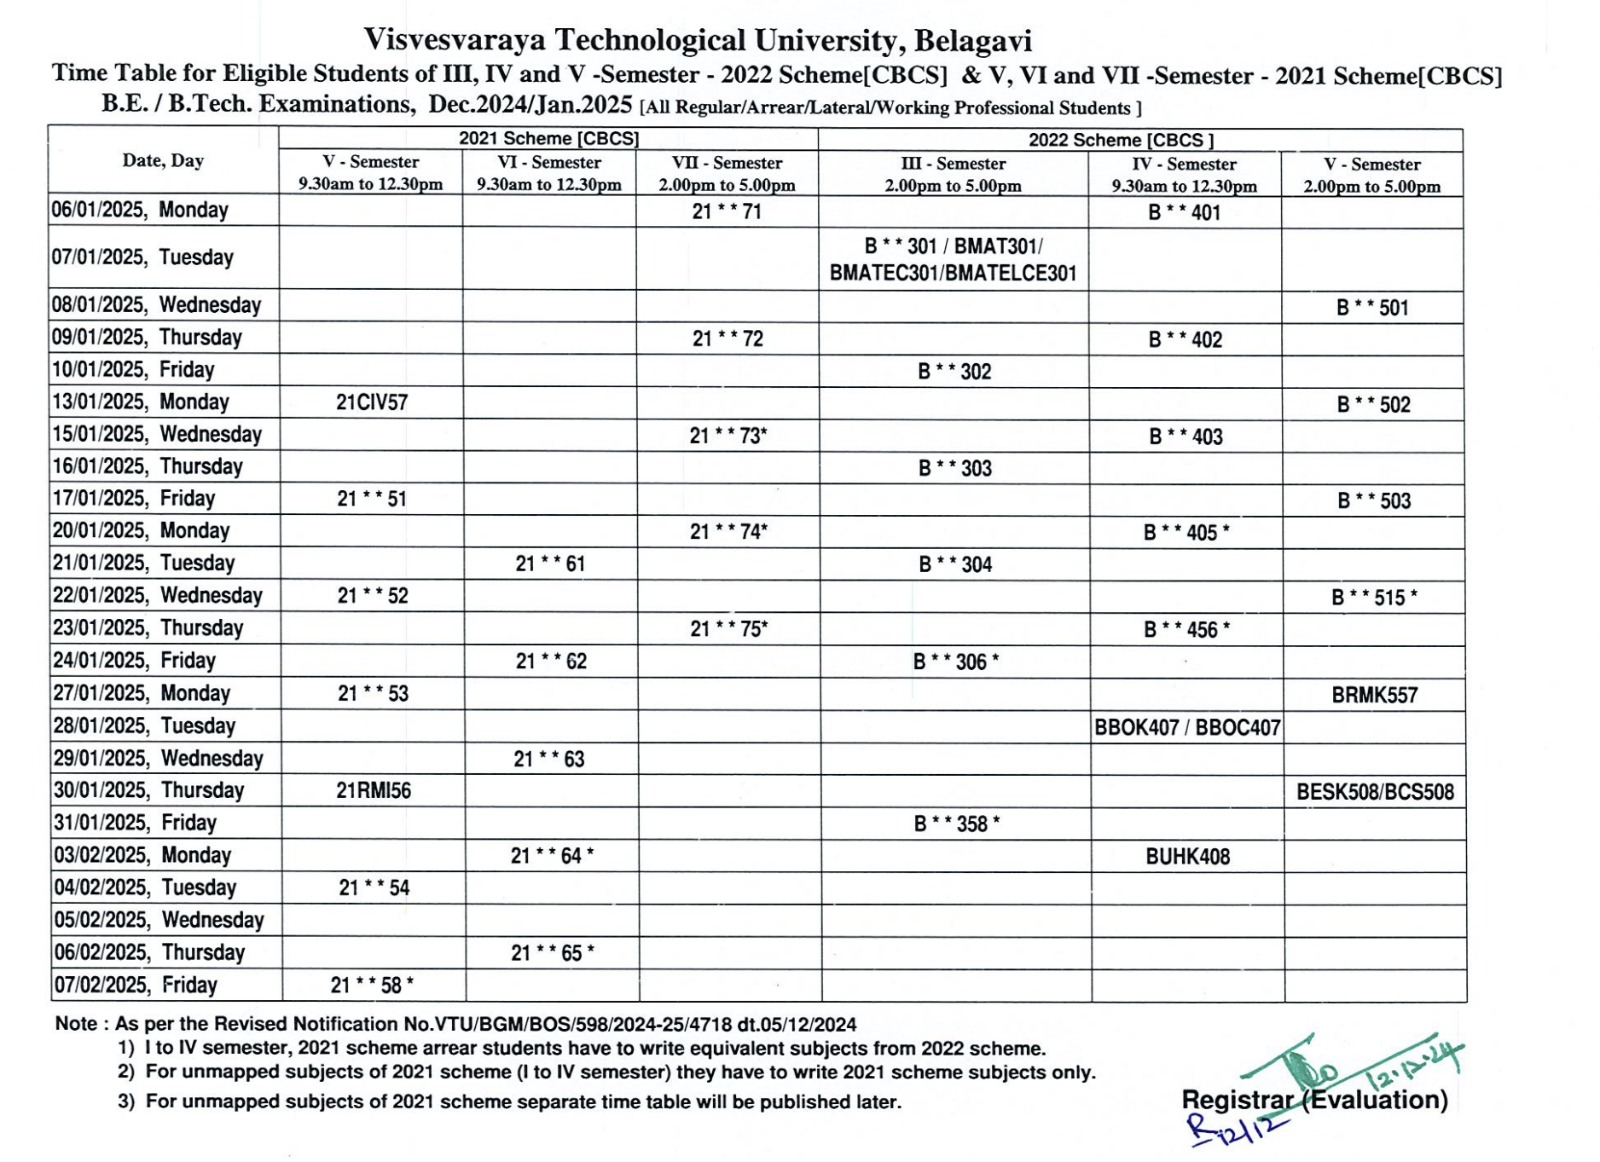 Visvesvaraya Technological University, Belagavi
Time Table for Eligible Students of III, IV and V -Semester - 2022 Scheme[CBCS] & V, VI and VII -Semester - 2021 Scheme[CBCS]
B.E. / B.Tech. Examinations, Dec.2024/Jan.2025 [All Regular/Arrear/Lateral/Working Professional Students ]
Date, Day 2021 Scheme [CBCS] 2022 Scheme [CBCS ]
V - Semester VI - Semester VII - Semester III - Semester IV - Semester V - Semester
9.30am to 12.30pm 9.30am to 12.30pm 2.00pm to 5.00pm 2.00pm to 5.00pm 9.30am to 12.30pm 2.00pm to 5.00pm
06/01/2025, Monday 21 * * 71 B * * 401
07/01/2025, Tuesday B * * 301 / BMAT301/
BMATEC301/BMATELCE301
08/01/2025, Wednesday B * * 501
09/01/2025, Thursday 21 * * 72 B * * 402
10/01/2025, Friday B * * 302
13/01/2025, Monday 21CIV57 B * * 502
15/01/2025, Wednesday 21 * * 73* B * * 403
16/01/2025, Thursday B * * 303
17/01/2025, Friday 21 * * 51 B * * 503
20/01/2025, Monday 21 * * 74* B * * 405 *
21/01/2025, Tuesday 21 * * 61 B * * 304
22/01/2025, Wednesday 21 * * 52 B * * 515 *
23/01/2025, Thursday 21 * * 75* B * * 456 *
24/01/2025, Friday 21 * * 62 B * * 306 *
27/01/2025, Monday 21 * * 53 BRMK557
28/01/2025, Tuesday BBOK407 / BBOC407
29/01/2025, Wednesday 21 * * 63
30/01/2025, Thursday 21RMI56 BESK508/BCS508
31/01/2025, Friday B * * 358 *
03/02/2025, Monday 21 * * 64 * BUHK408
04/02/2025, Tuesday 21 * * 54
05/02/2025, Wednesday
06/02/2025, Thursday 21 * * 65 *
07/02/2025, Friday 21 * * 58 *
Note : As per the Revised Notification No.VTU/BGM/BOS/598/2024-25/4718 dt.05/12/2024
1) I to IV semester, 2021 scheme arrear students have to write equivalent subjects from 2022 scheme.
2) For unmapped subjects of 2021 scheme (I to IV semester) they have to write 2021 scheme subjects only.
3) For unmapped subjects of 2021 scheme separate time table will be published later.
12.12.24
Registrar (Evaluation)
12/12